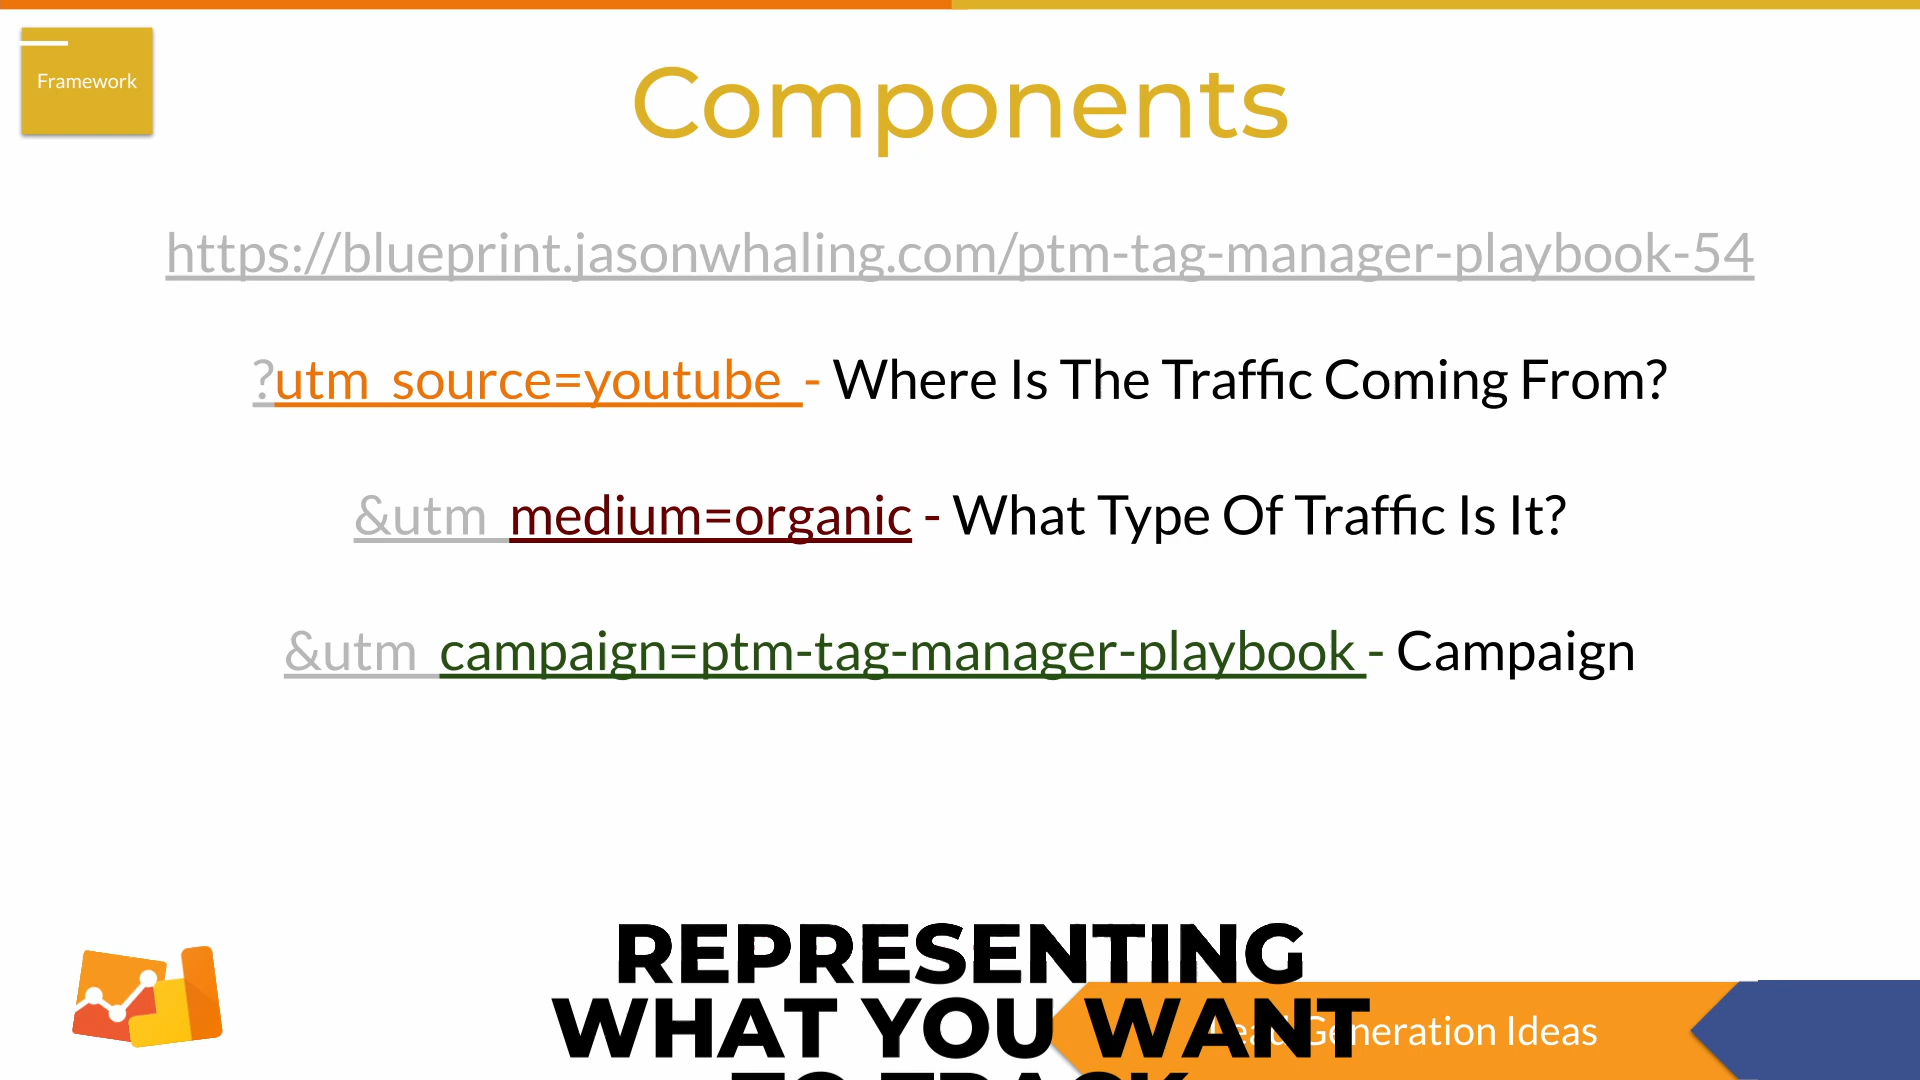 Framework
Components
https://blueprint.jasonwhaling.com/ptm-tag-manager-playbook-54
?utm_source=youtube - Where Is The Traffic Coming From?
&utm_medium=organic - What Type Of Traffic Is It?
&utm_campaign=ptm-tag-manager-playbook - Campaign
REPRESENTING
WHAT YOU WANT
TO TRACK
Lead Generation Ideas